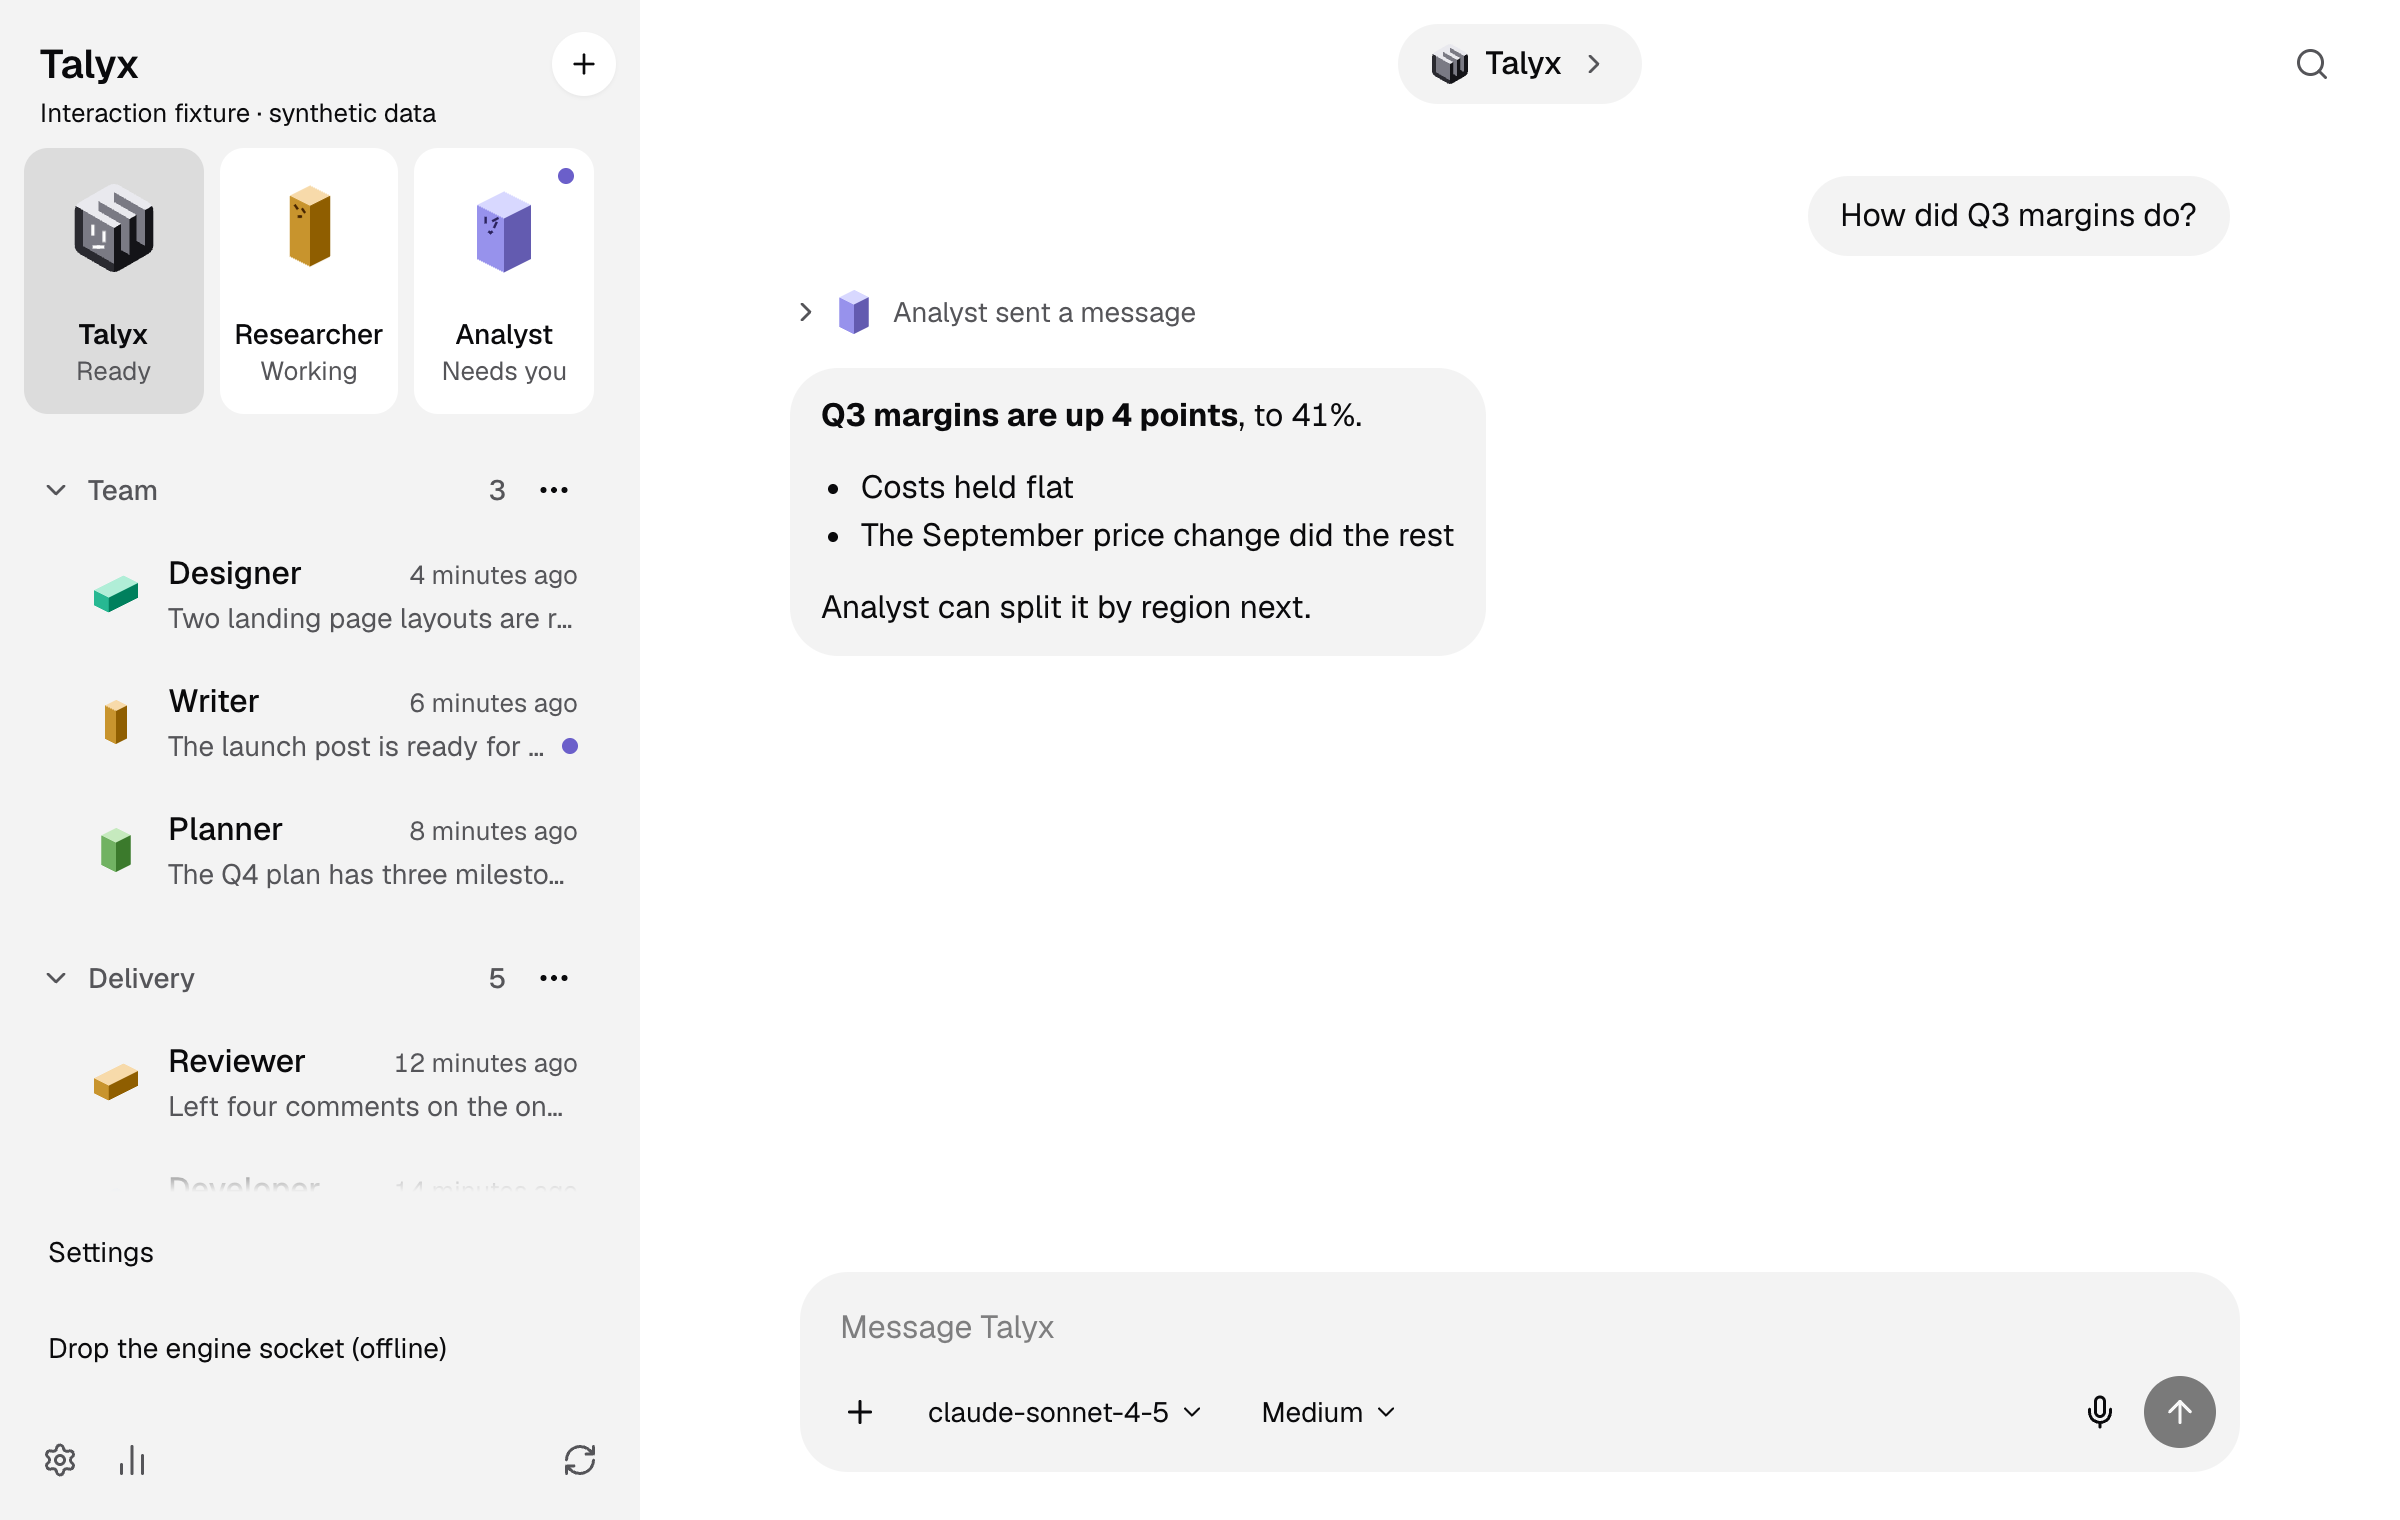 Talyx
Interaction fixture · synthetic data
Talyx
Ready
Researcher
Working
Analyst
Needs you
Team 3
Designer 4 minutes ago
Two landing page layouts are r...
Writer 6 minutes ago
The launch post is ready for ...
Planner 8 minutes ago
The Q4 plan has three milesto...
Delivery 5
Reviewer 12 minutes ago
Left four comments on the on...
Developer 14 minutes ago
Settings
Drop the engine socket (offline)
Talyx
How did Q3 margins do?
Analyst sent a message
Q3 margins are up 4 points, to 41%.
• Costs held flat
• The September price change did the rest
Analyst can split it by region next.
Message Talyx
claude-sonnet-4-5 Medium